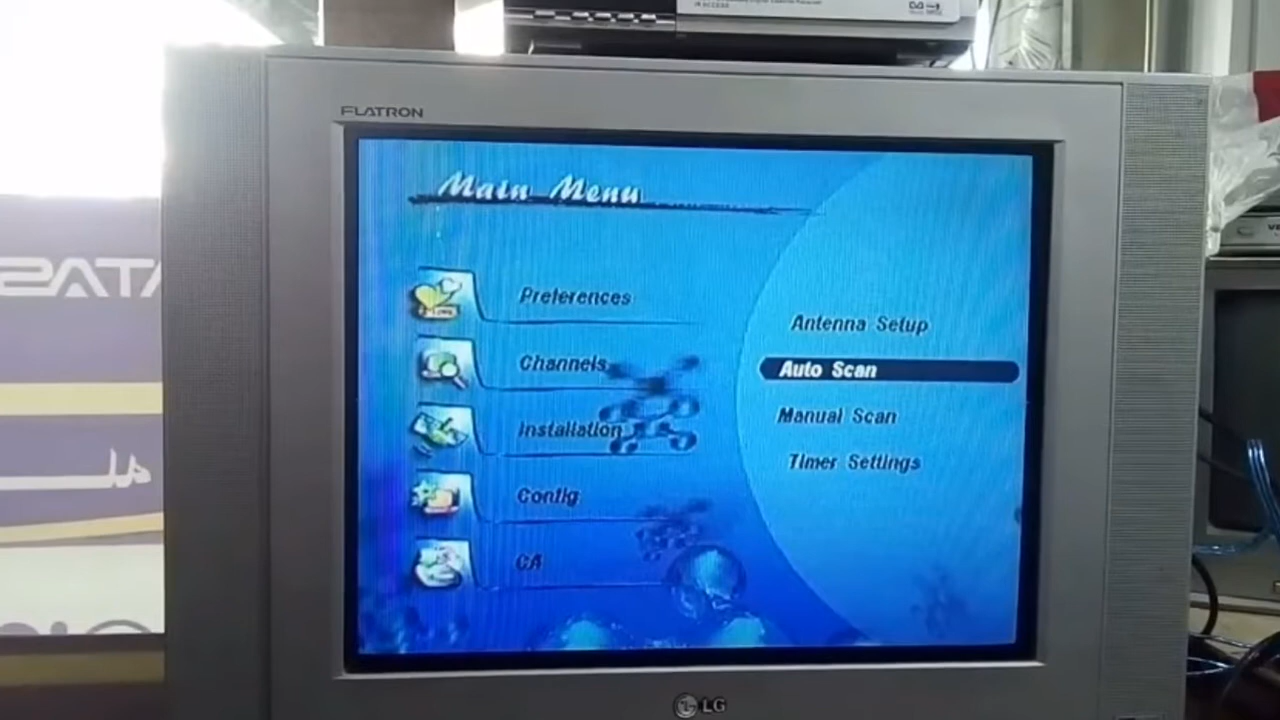 FLATRON
Main Menu
Preferences
Channels
Installation
Config
CA
Antenna Setup
Auto Scan
Manual Scan
Timer Settings
LG